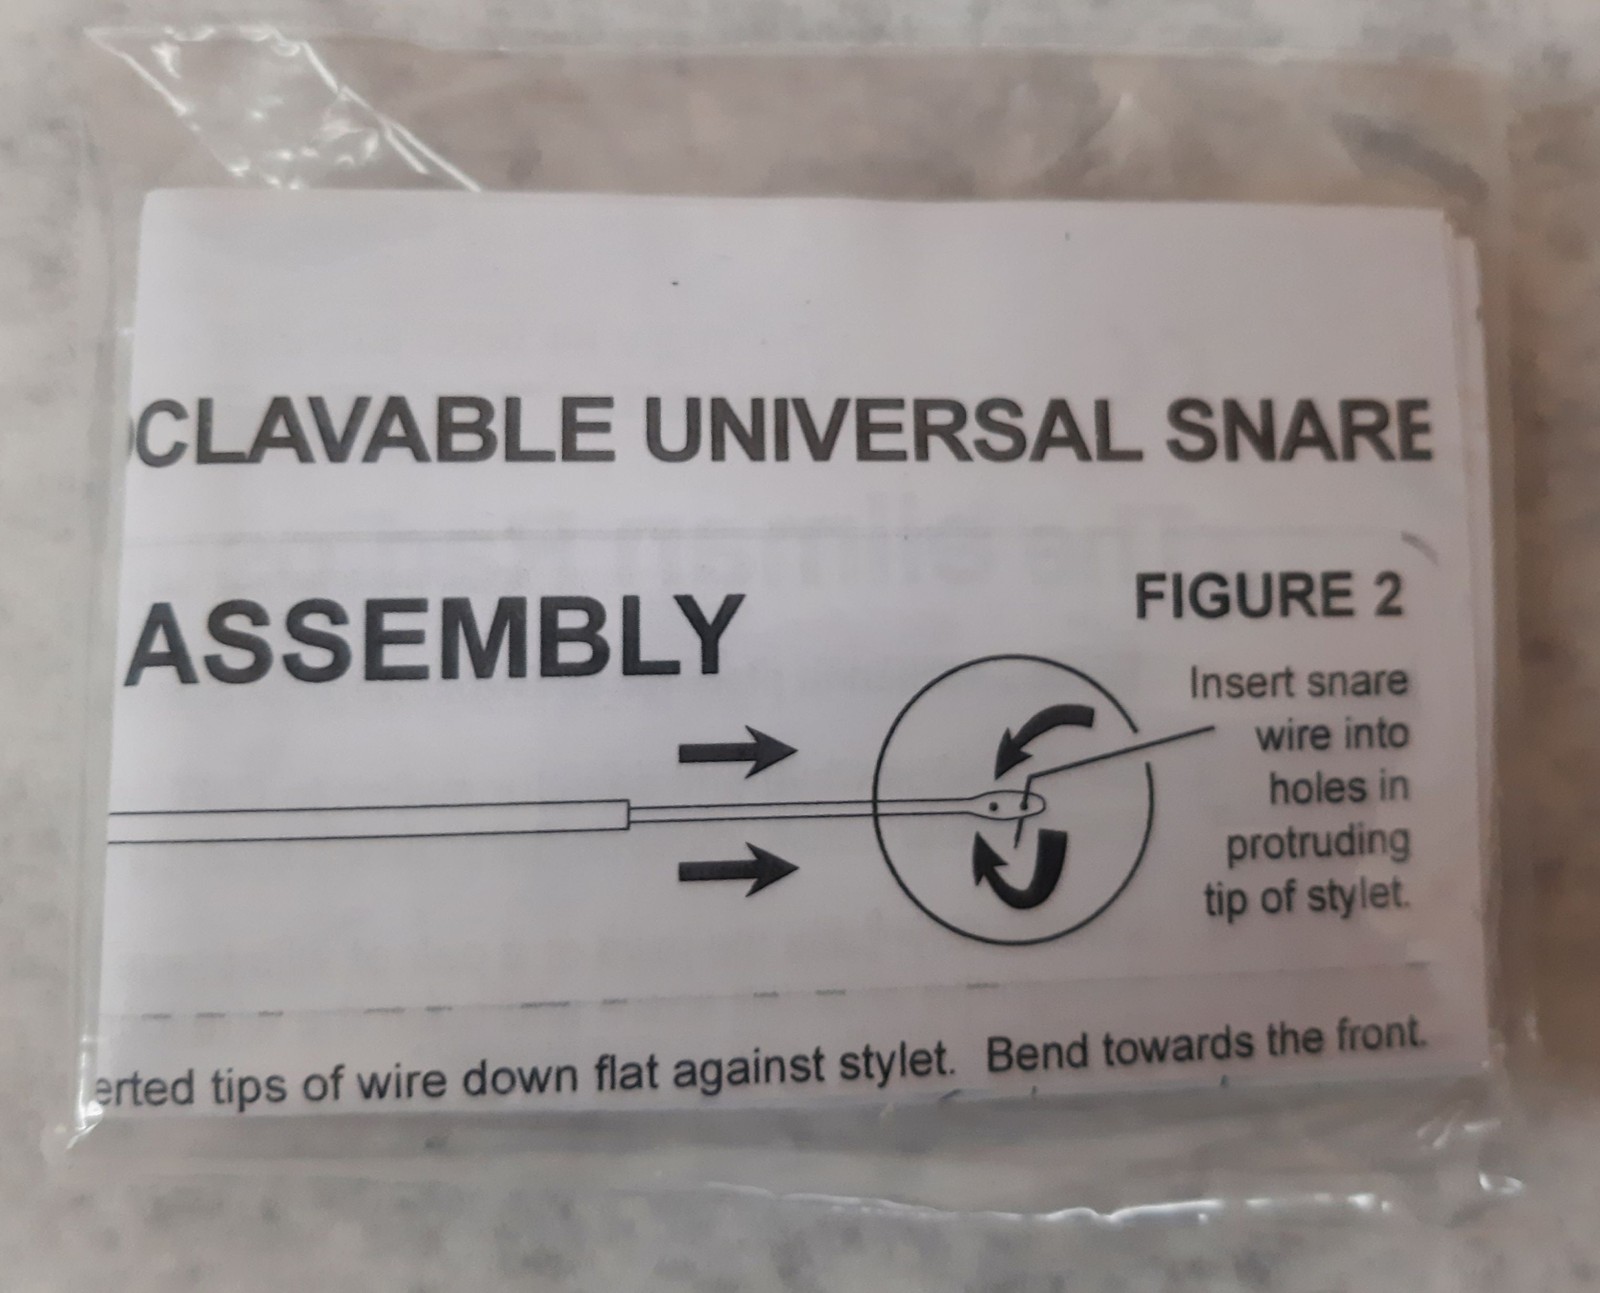 CLAVABLE UNIVERSAL SNARE
ASSEMBLY
FIGURE 2
Insert snare
wire into
holes in
protruding
tip of stylet.
erted tips of wire down flat against stylet. Bend towards the front.